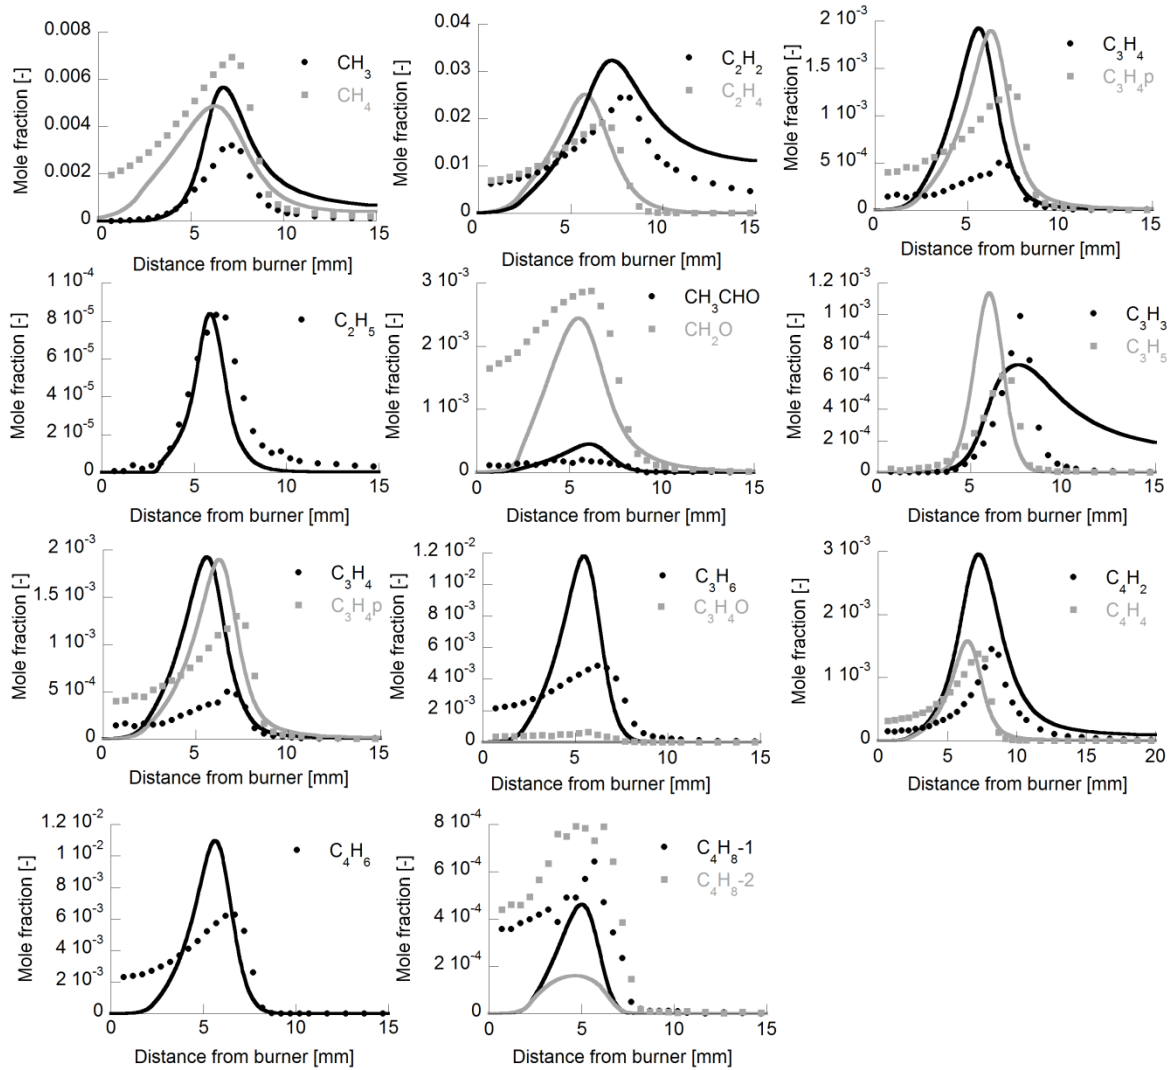 Mole fraction [-]
0.008
0.006
0.004
0.002
0
CH3
CH4
0 5 10 15
Distance from burner [mm]
Mole fraction [-]
0.04
0.03
0.02
0.01
0
C2H2
C2H4
0 5 10 15
Distance from burner [mm]
Mole fraction [-]
2 10-3
1.5 10-3
1 10-3
5 10-4
0
C3H4
C3H4p
0 5 10 15
Distance from burner [mm]
Mole fraction [-]
1 10-4
8 10-5
6 10-5
4 10-5
2 10-5
0
C2H5
0 5 10 15
Distance from burner [mm]
Mole fraction [-]
3 10-3
2 10-3
1 10-3
0
CH3CHO
CH2O
0 5 10 15
Distance from burner [mm]
Mole fraction [-]
1.2 10-3
1 10-3
8 10-4
6 10-4
4 10-4
2 10-4
0
C3H3
C3H5
0 5 10 15
Distance from burner [mm]
Mole fraction [-]
2 10-3
1.5 10-3
1 10-3
5 10-4
0
C3H4
C3H4p
0 5 10 15
Distance from burner [mm]
Mole fraction [-]
1.2 10-2
1 10-2
8 10-3
6 10-3
4 10-3
2 10-3
0
C3H6
C3H4O
0 5 10 15
Distance from burner [mm]
Mole fraction [-]
3 10-3
2 10-3
1 10-3
0
C4H2
C4H4
0 5 10 15 20
Distance from burner [mm]
Mole fraction [-]
1.2 10-2
1 10-2
8 10-3
6 10-3
4 10-3
2 10-3
0
C4H6
0 5 10 15
Distance from burner [mm]
Mole fraction [-]
8 10-4
6 10-4
4 10-4
2 10-4
0
C4H8-1
C4H8-2
0 5 10 15
Distance from burner [mm]